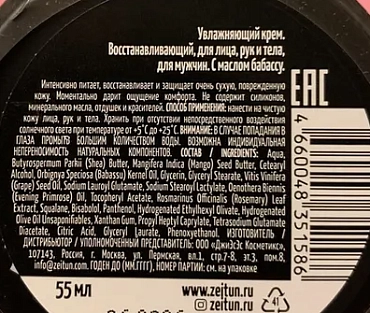 Увлажняющий крем.
Восстанавливающий, для лица, рук и тела,
для мужчин. С маслом бабассу.
Интенсивно питает, восстанавливает и защищает очень сухую, поврежденную
кожу. Моментально дарит ощущение комфорта. Не содержит силиконов,
минерального масла, отдушек и красителей. СПОСОБ ПРИМЕНЕНИЯ: нанести на чистую
кожу лица, рук и тела. Хранить при отсутствии непосредственного воздействия
солнечного света при температуре от +5°C до +25°C. ВНИМАНИЕ: В СЛУЧАЕ ПОПАДАНИЯ В
ГЛАЗА ПРОМЫТЬ БОЛЬШИМ КОЛИЧЕСТВОМ ВОДЫ. ВОЗМОЖНА ИНДИВИДУАЛЬНАЯ
НЕПЕРЕНОСИМОСТЬ НАТУРАЛЬНЫХ КОМПОНЕНТОВ. СОСТАВ / INGREDIENTS: Aqua,
Butyrospermum Parkii (Shea) Butter, Mangifera Indica (Mango) Seed Butter, Cetearyl
Alcohol, Orbignya Speciosa (Babassu) Kernel Oil, Glycerin, Glyceryl Stearate, Vitis Vinifera
(Grape) Seed Oil, Sodium Lauroyl Glutamate, Sodium Stearoyl Lactylate, Oenothera Biennis
(Evening Primrose) Oil, Tocopheryl Acetate, Rosmarinus Officinalis (Rosemary) Leaf
Extract, Squalane, Bisabolol, Panthenol, Hydrogenated Ethylhexyl Olivate, Hydrogenated
Olive Oil Unsaponifiables, Xanthan Gum, Propyl Caprylate, Tetrasodium Glutamate
Diacetate, Citric Acid, Glyceryl Laurate, Phenoxyethanol. ИЗГОТОВИТЕЛЬ /
ДИСТРИБЬЮТОР / УПОЛНОМОЧЕННЫЙ ПРЕДСТАВИТЕЛЬ: ООО «ДжиЭсЭс Косметикс»,
107143, Россия, г. Москва, ул. Пермская, вл. 1, стр. 9, эт. 3, пом. 8,
info@zeitun.ru. ГОДЕН ДО (ММ.ГГГГ), НОМЕР ПАРТИИ: см. на упаковке
55 МЛ
www.zeitun.ru
zeitun.ru
41
EAC
4 660048 351586